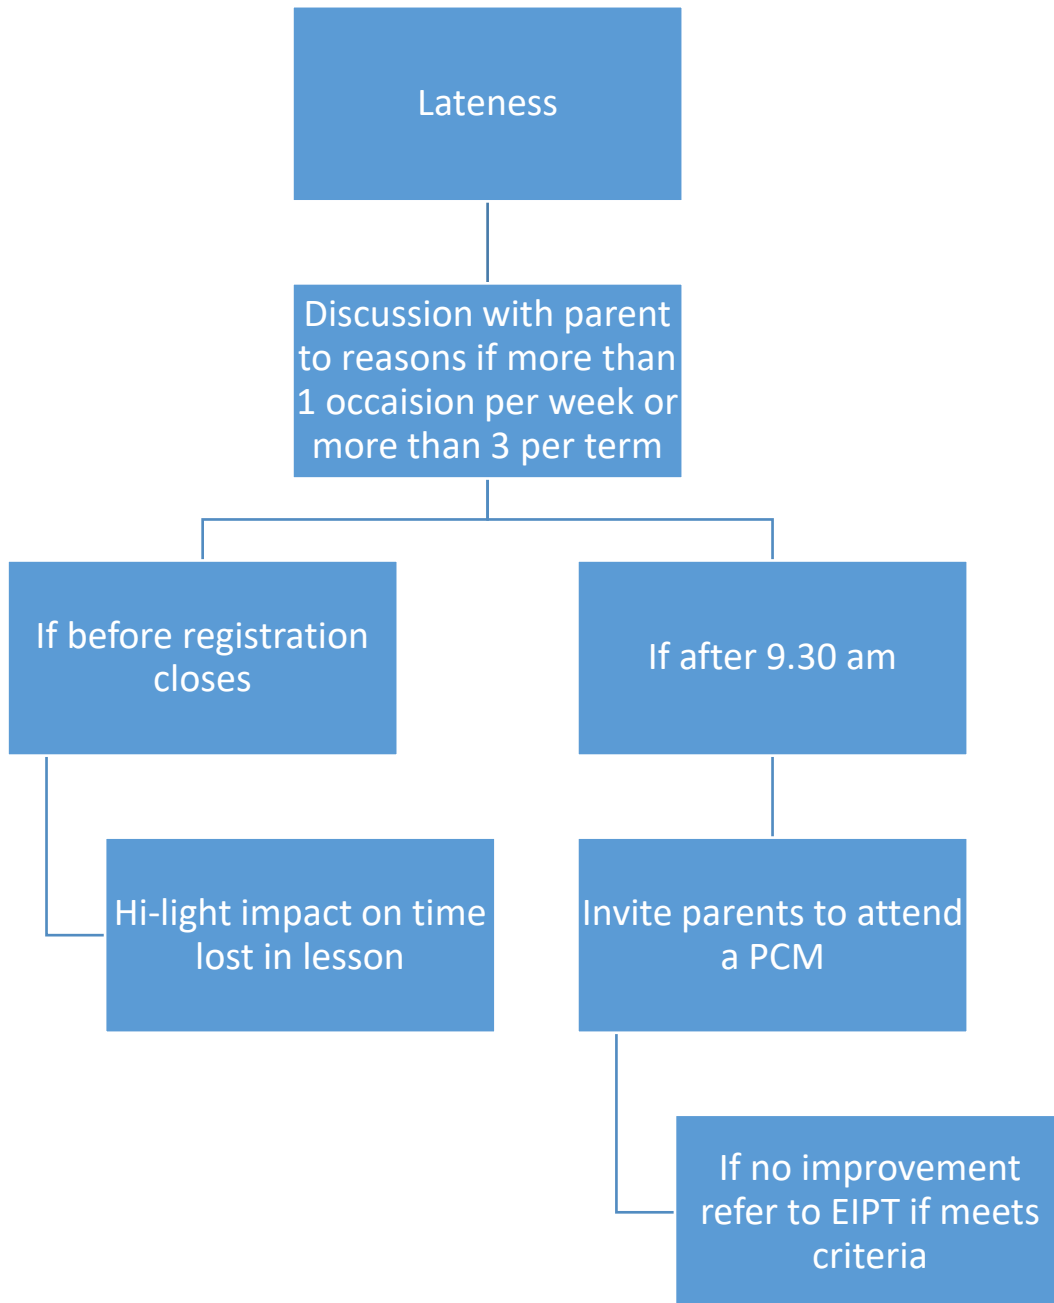 Lateness
Discussion with parent
to reasons if more than
1 occaision per week or
more than 3 per term
If before registration
closes
If after 9.30 am
Hi-light impact on time
lost in lesson
Invite parents to attend
a PCM
If no improvement
refer to EIPT if meets
criteria